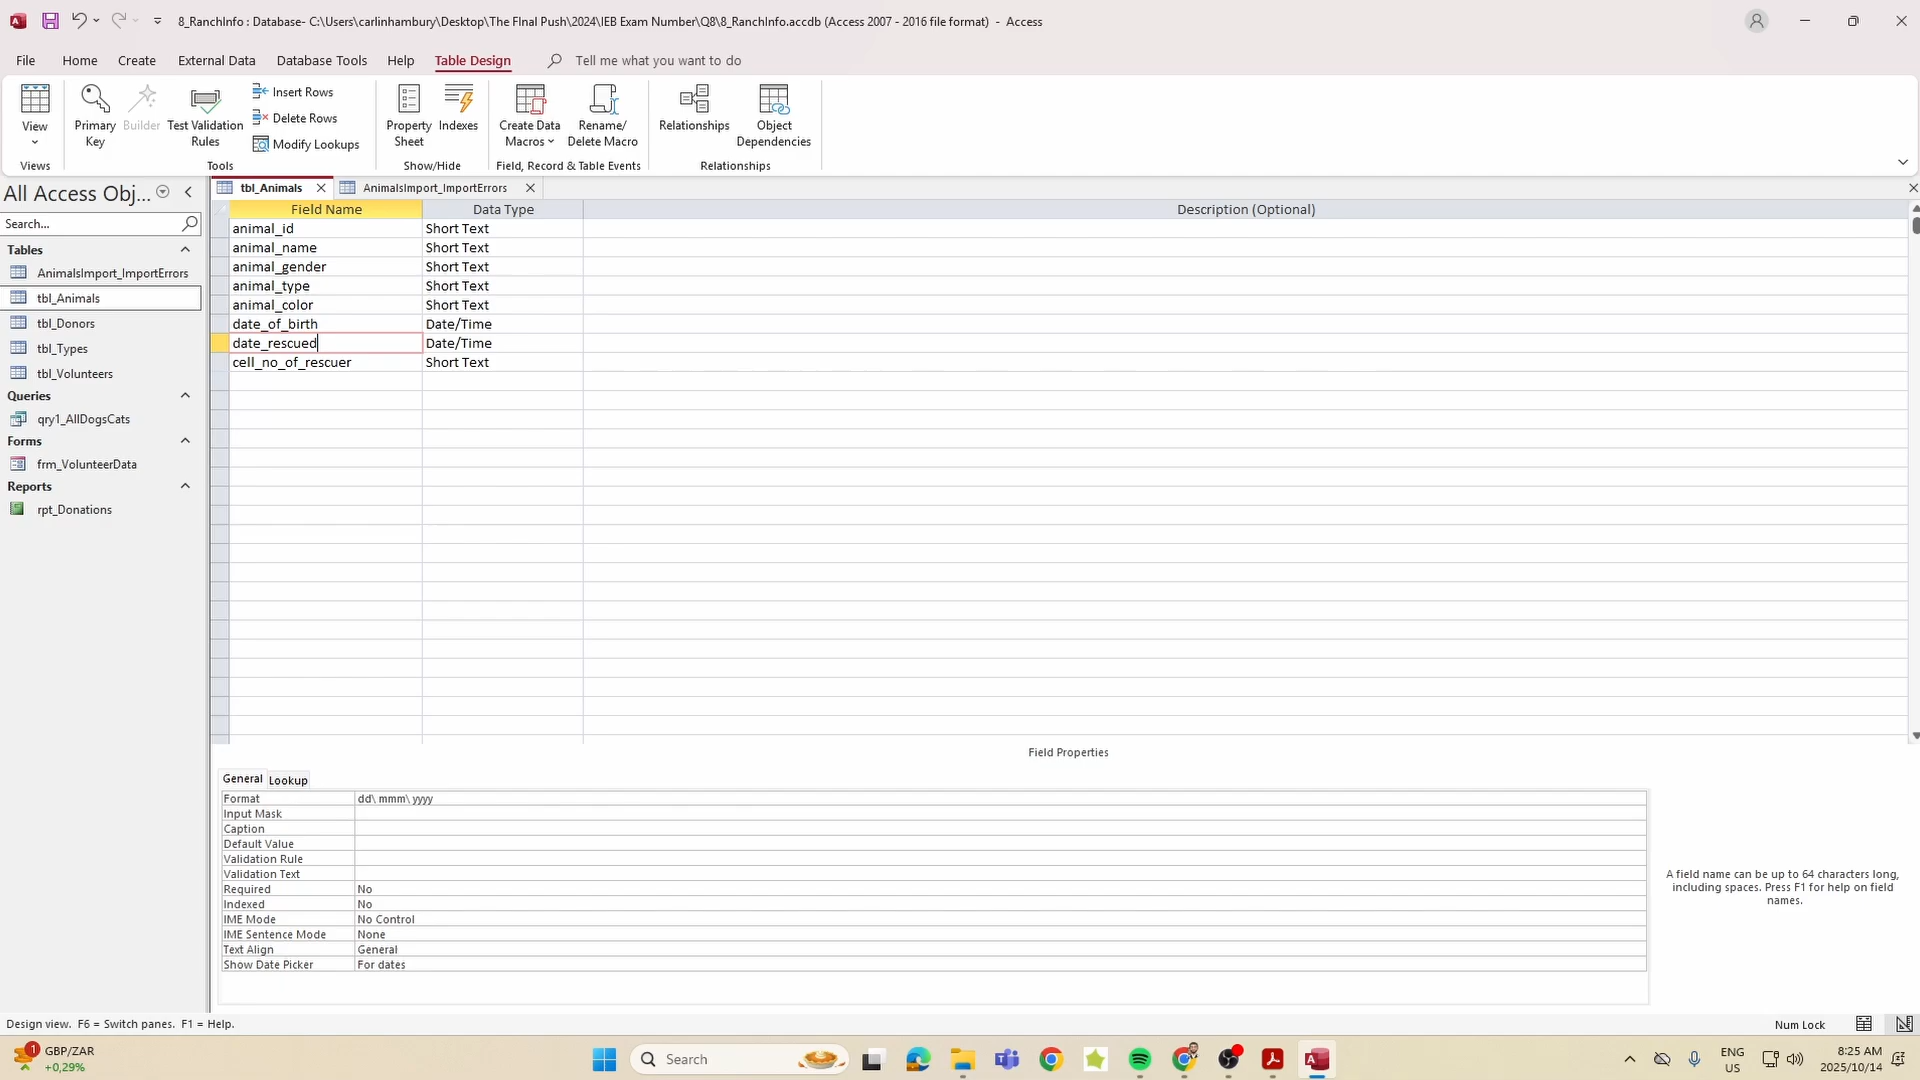 8_RanchInfo : Database- C:\Users\carlinhambury\Desktop\The FInal Push\2024\IEB Exam Number\Q8\8_RanchInfo.accdb (Access 2007 - 2016 file format)  -  Access
File Home Create External Data Database Tools Help Table Design Tell me what you want to do
View
Primary Key
Builder
Test Validation Rules
Insert Rows
Delete Rows
Modify Lookups
Property Sheet
Indexes
Create Data Macros
Rename/ Delete Macro
Relationships
Object Dependencies
Views Tools Show/Hide Field, Record & Table Events Relationships
All Access Obj...
Search...
Tables
AnimalsImport_ImportErrors
tbl_Animals
tbl_Donors
tbl_Types
tbl_Volunteers
Queries
qry1_AllDogsCats
Forms
frm_VolunteerData
Reports
rpt_Donations
tbl_Animals AnimalsImport_ImportErrors
Field Name Data Type Description (Optional)
animal_id Short Text
animal_name Short Text
animal_gender Short Text
animal_type Short Text
animal_color Short Text
date_of_birth Date/Time
date_rescued Date/Time
cell_no_of_rescuer Short Text
Field Properties
General Lookup
Format dd\ mmm\ yyyy
Input Mask
Caption
Default Value
Validation Rule
Validation Text
Required No
Indexed No
IME Mode No Control
IME Sentence Mode None
Text Align General
Show Date Picker For dates
A field name can be up to 64 characters long,
including spaces. Press F1 for help on field
names.
Design view.  F6 = Switch panes.  F1 = Help.
Num Lock
1
GBP/ZAR
+0,29%
Search
ENG
US
8:25 AM
2025/10/14